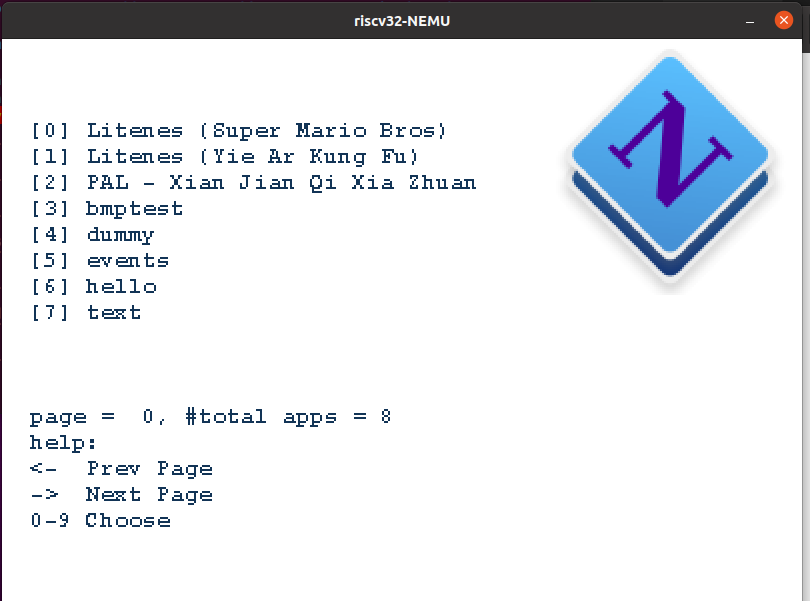 riscv32-NEMU
N
[0] Litenes (Super Mario Bros)
[1] Litenes (Yie Ar Kung Fu)
[2] PAL - Xian Jian Qi Xia Zhuan
[3] bmptest
[4] dummy
[5] events
[6] hello
[7] text
page =  0, #total apps = 8
help:
<-  Prev Page
->  Next Page
0-9 Choose